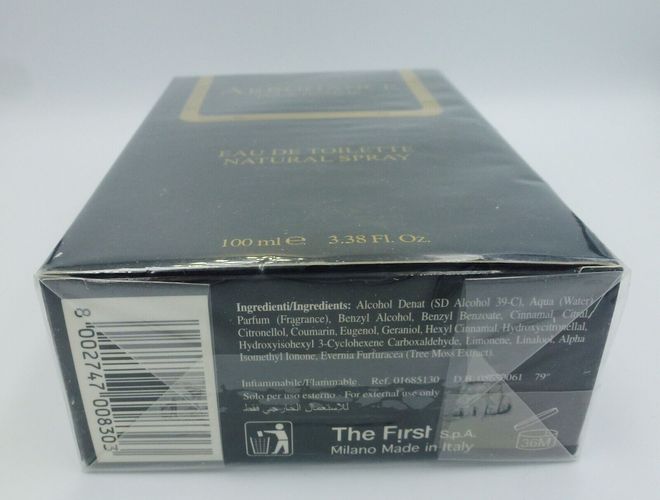 EAU DE TOILETTE
NATURAL SPRAY
100 ml e 3.38 Fl. Oz.
Ingredienti/Ingredients: Alcohol Denat (SD Alcohol 39-C), Aqua (Water)
Parfum (Fragrance), Benzyl Alcohol, Benzyl Benzoate, Cinnamal, Citral,
Citronellol, Coumarin, Eugenol, Geraniol, Hexyl Cinnamal, Hydroxycitronellal,
Hydroxyisohexyl 3-Cyclohexene Carboxaldehyde, Limonene, Linalool, Alpha
Isomethyl Ionone, Evernia Furfuracea (Tree Moss Extract).
Infiammabile/Flammable Ref. 01685130 79°
Solo per uso esterno - For external use only
للاستعمال الخارجي فقط
The First S.p.A.
Milano Made in Italy
36M
8 002747 008303